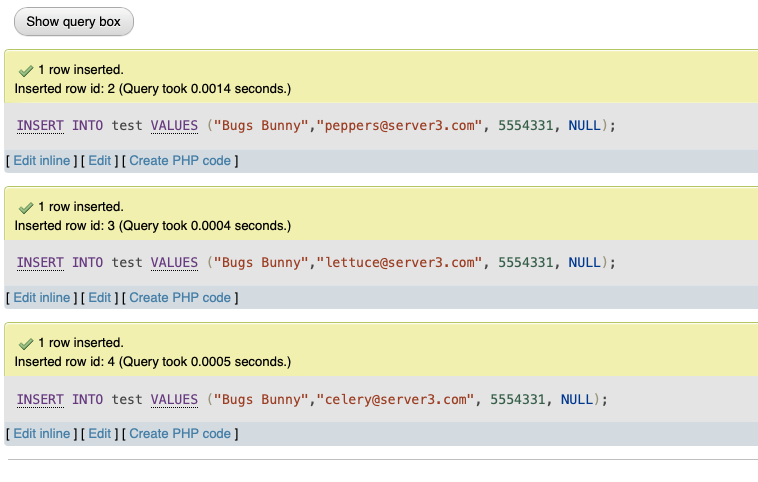 Show query box
1 row inserted.
Inserted row id: 2 (Query took 0.0014 seconds.)
INSERT INTO test VALUES ("Bugs Bunny","peppers@server3.com", 5554331, NULL);
[ Edit inline ] [ Edit ] [ Create PHP code ]
1 row inserted.
Inserted row id: 3 (Query took 0.0004 seconds.)
INSERT INTO test VALUES ("Bugs Bunny","lettuce@server3.com", 5554331, NULL);
[ Edit inline ] [ Edit ] [ Create PHP code ]
1 row inserted.
Inserted row id: 4 (Query took 0.0005 seconds.)
INSERT INTO test VALUES ("Bugs Bunny","celery@server3.com", 5554331, NULL);
[ Edit inline ] [ Edit ] [ Create PHP code ]